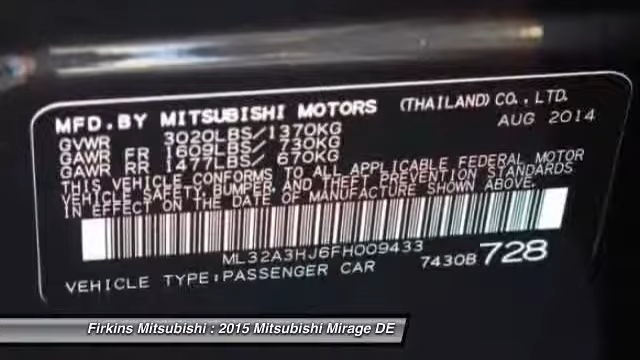 MFD.BY MITSUBISHI MOTORS (THAILAND) CO., LTD.
AUG 2014
GVWR 3020LBS/1370KG
GAWR FR 1609LBS/ 730KG
GAWR RR 1477LBS/ 670KG
THIS VEHICLE CONFORMS TO ALL APPLICABLE FEDERAL MOTOR
VEHICLE SAFETY, BUMPER, AND THEFT PREVENTION STANDARDS
IN EFFECT ON THE DATE OF MANUFACTURE SHOWN ABOVE.
ML32A3HJ6FH009433
VEHICLE TYPE:PASSENGER CAR 7430B 728
Firkins Mitsubishi : 2015 Mitsubishi Mirage DE